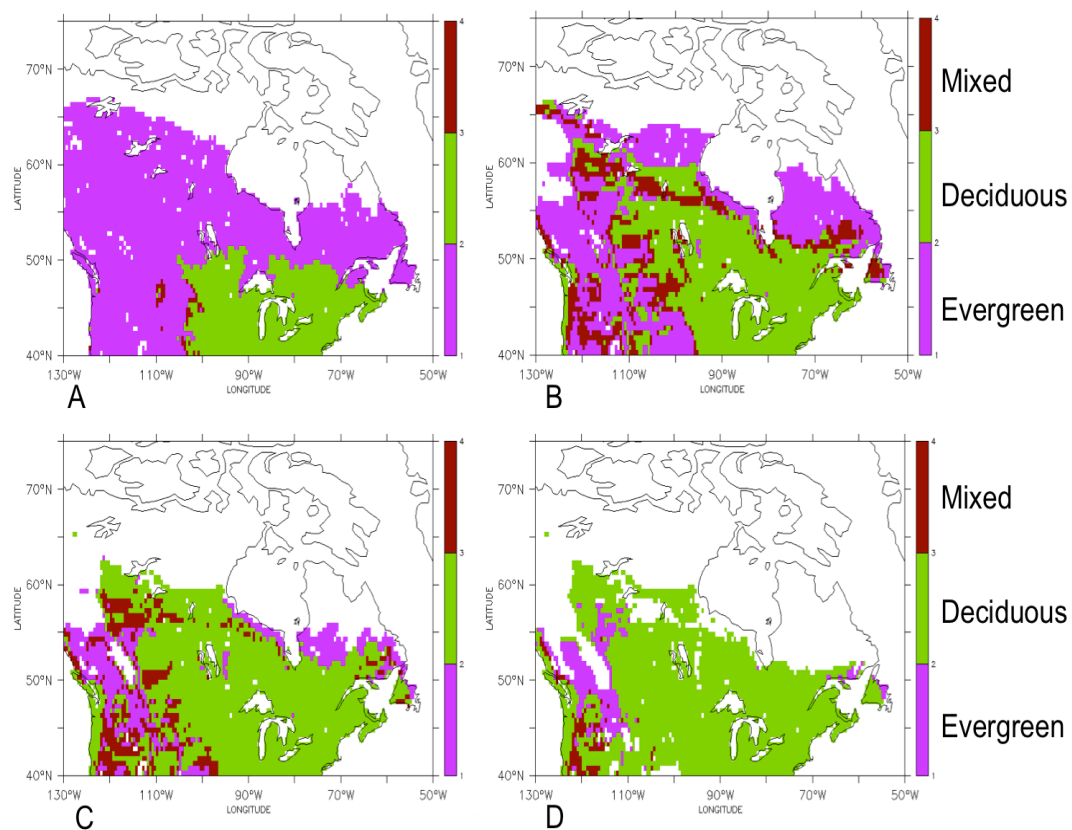 4
3
2
1
70°N
60°N
50°N
40°N
LATITUDE
130°W
110°W
90°W
70°W
50°W
LONGITUDE
A
4
3
2
1
Mixed
Deciduous
Evergreen
70°N
60°N
50°N
40°N
LATITUDE
130°W
110°W
90°W
70°W
50°W
LONGITUDE
B
4
3
2
1
70°N
60°N
50°N
40°N
LATITUDE
130°W
110°W
90°W
70°W
50°W
LONGITUDE
C
4
3
2
1
Mixed
Deciduous
Evergreen
70°N
60°N
50°N
40°N
LATITUDE
130°W
110°W
90°W
70°W
50°W
LONGITUDE
D